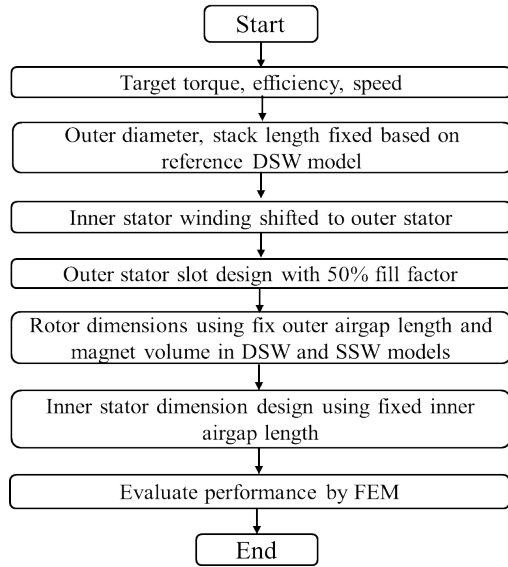 Start
Target torque, efficiency, speed
Outer diameter, stack length fixed based on
reference DSW model
Inner stator winding shifted to outer stator
Outer stator slot design with 50% fill factor
Rotor dimensions using fix outer airgap length and
magnet volume in DSW and SSW models
Inner stator dimension design using fixed inner
airgap length
Evaluate performance by FEM
End